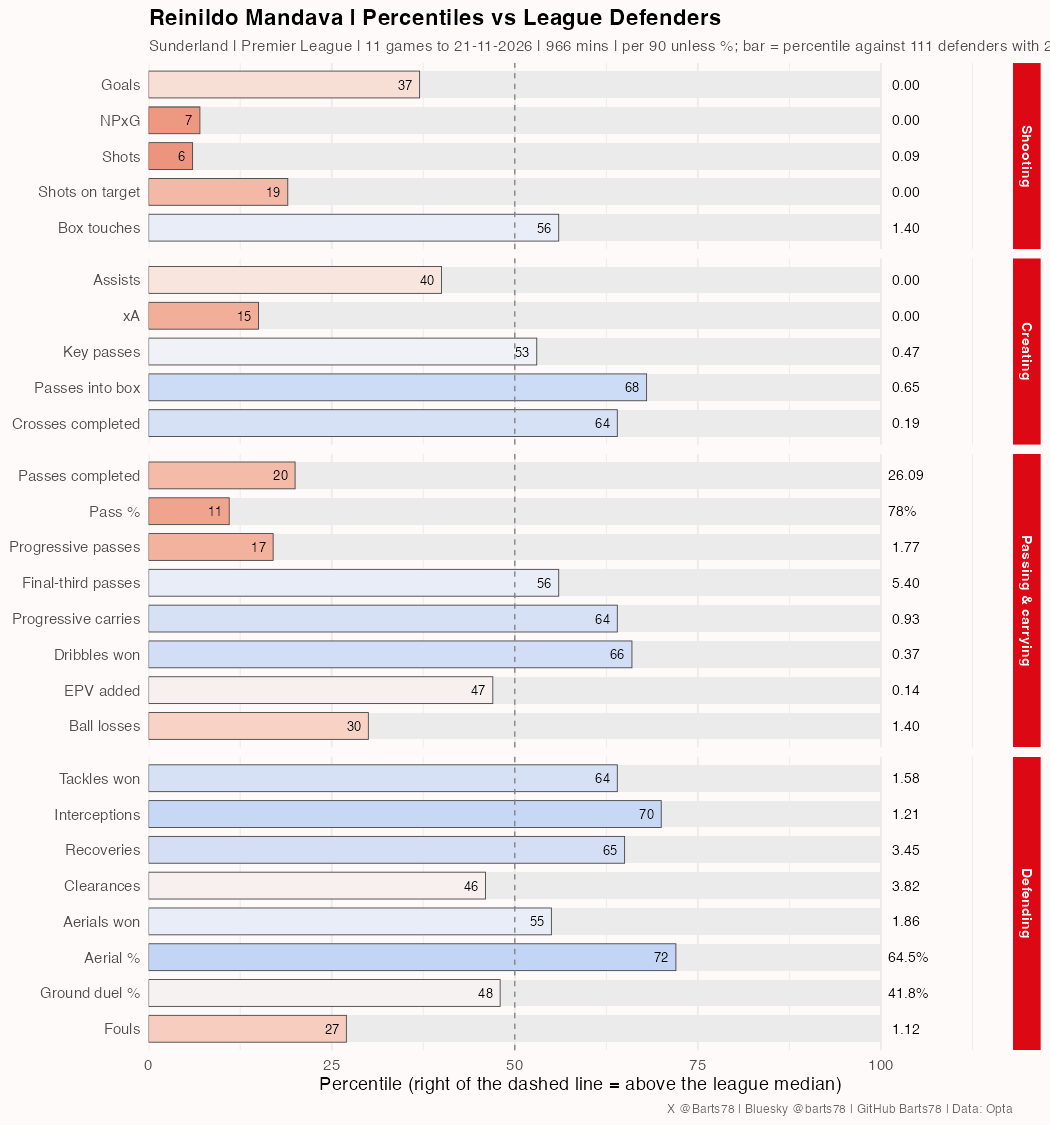 Reinildo Mandava | Percentiles vs League Defenders
Sunderland | Premier League | 11 games to 21-11-2026 | 966 mins | per 90 unless %; bar = percentile against 111 defenders with 2
Shooting
Goals 37 0.00
NPxG 7 0.00
Shots 6 0.09
Shots on target 19 0.00
Box touches 56 1.40
Creating
Assists 40 0.00
xA 15 0.00
Key passes 53 0.47
Passes into box 68 0.65
Crosses completed 64 0.19
Passing & carrying
Passes completed 20 26.09
Pass % 11 78%
Progressive passes 17 1.77
Final-third passes 56 5.40
Progressive carries 64 0.93
Dribbles won 66 0.37
EPV added 47 0.14
Ball losses 30 1.40
Defending
Tackles won 64 1.58
Interceptions 70 1.21
Recoveries 65 3.45
Clearances 46 3.82
Aerials won 55 1.86
Aerial % 72 64.5%
Ground duel % 48 41.8%
Fouls 27 1.12
0 25 50 75 100
Percentile (right of the dashed line = above the league median)
X @Barts78 | Bluesky @barts78 | GitHub Barts78 | Data: Opta